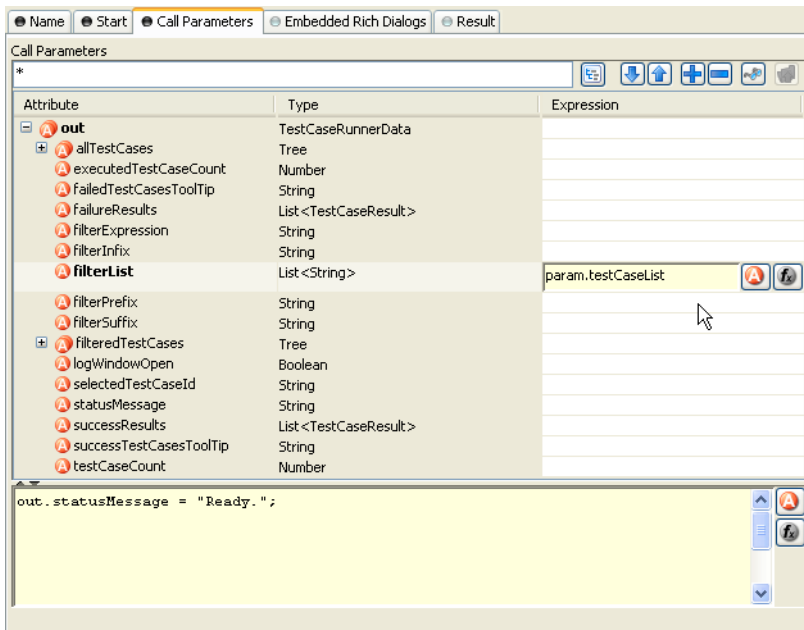 Name Start Call Parameters Embedded Rich Dialogs Result
Call Parameters
*
Attribute Type Expression
out TestCaseRunnerData
allTestCases Tree
executedTestCaseCount Number
failedTestCasesToolTip String
failureResults List<TestCaseResult>
filterExpression String
filterInfix String
filterList List<String> param.testCaseList
filterPrefix String
filterSuffix String
filteredTestCases Tree
logWindowOpen Boolean
selectedTestCaseId String
statusMessage String
successResults List<TestCaseResult>
successTestCasesToolTip String
testCaseCount Number
out.statusMessage = "Ready.";